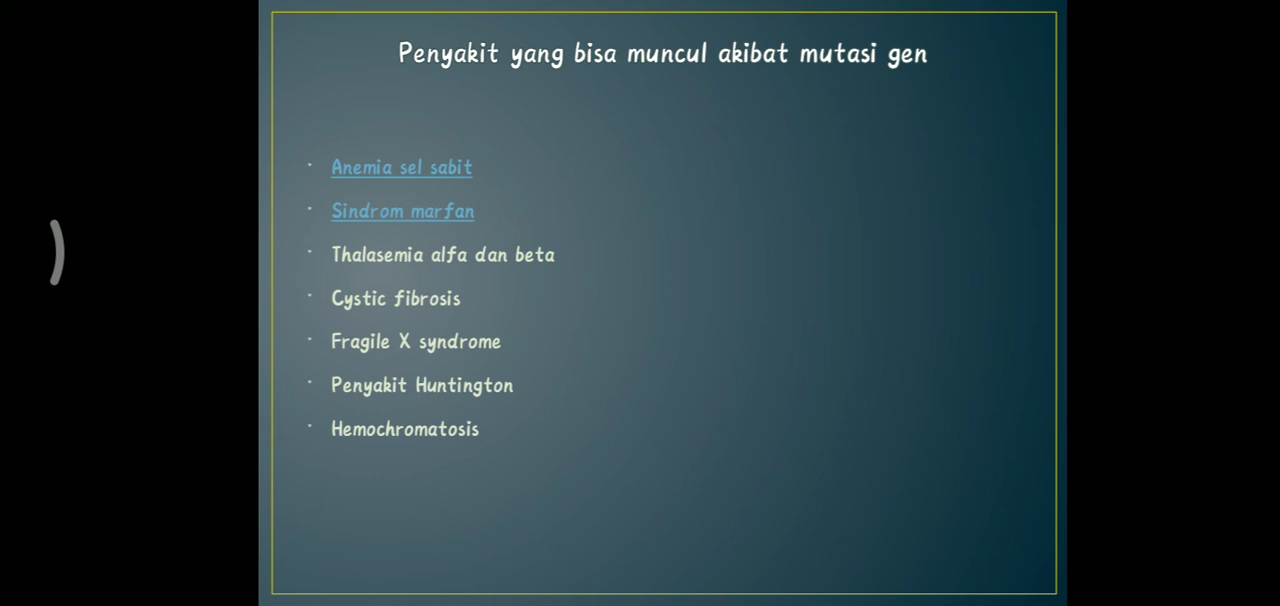 Penyakit yang bisa muncul akibat mutasi gen
· Anemia sel sabit
· Sindrom marfan
· Thalasemia alfa dan beta
· Cystic fibrosis
· Fragile X syndrome
· Penyakit Huntington
· Hemochromatosis